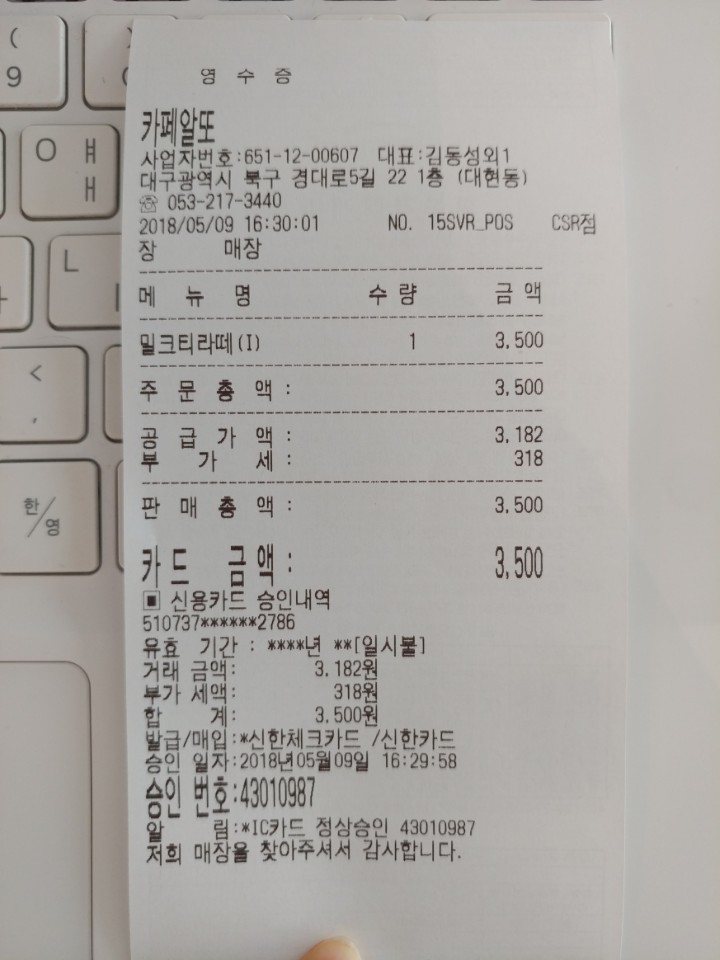 영 수 증
카페알또
사업자번호:651-12-00607 대표:김동성외1
대구광역시 북구 경대로5길 22 1층 (대현동)
☏ 053-217-3440
2018/05/09 16:30:01 NO. 15SVR_POS CSR점
장 매장
메 뉴 명 수 량 금 액
밀크티라떼(I) 1 3,500
주 문 총 액 : 3,500
공 급 가 액 : 3,182
부 가 세 : 318
판 매 총 액 : 3,500
카 드 금 액 : 3,500
▣ 신용카드 승인내역
510737******2786
유효 기간 : ****년 **[일시불]
거래 금액: 3.182원
부가 세액: 318원
합 계: 3.500원
발급/매입:*신한체크카드 /신한카드
승인 일자:2018년05월09일 16:29:58
승인 번호:43010987
알 림:*IC카드 정상승인 43010987
저희 매장을 찾아주셔서 감사합니다.
(
9
ㅇ ㅒ
ㅐ
ㄴ
<
,
한/영